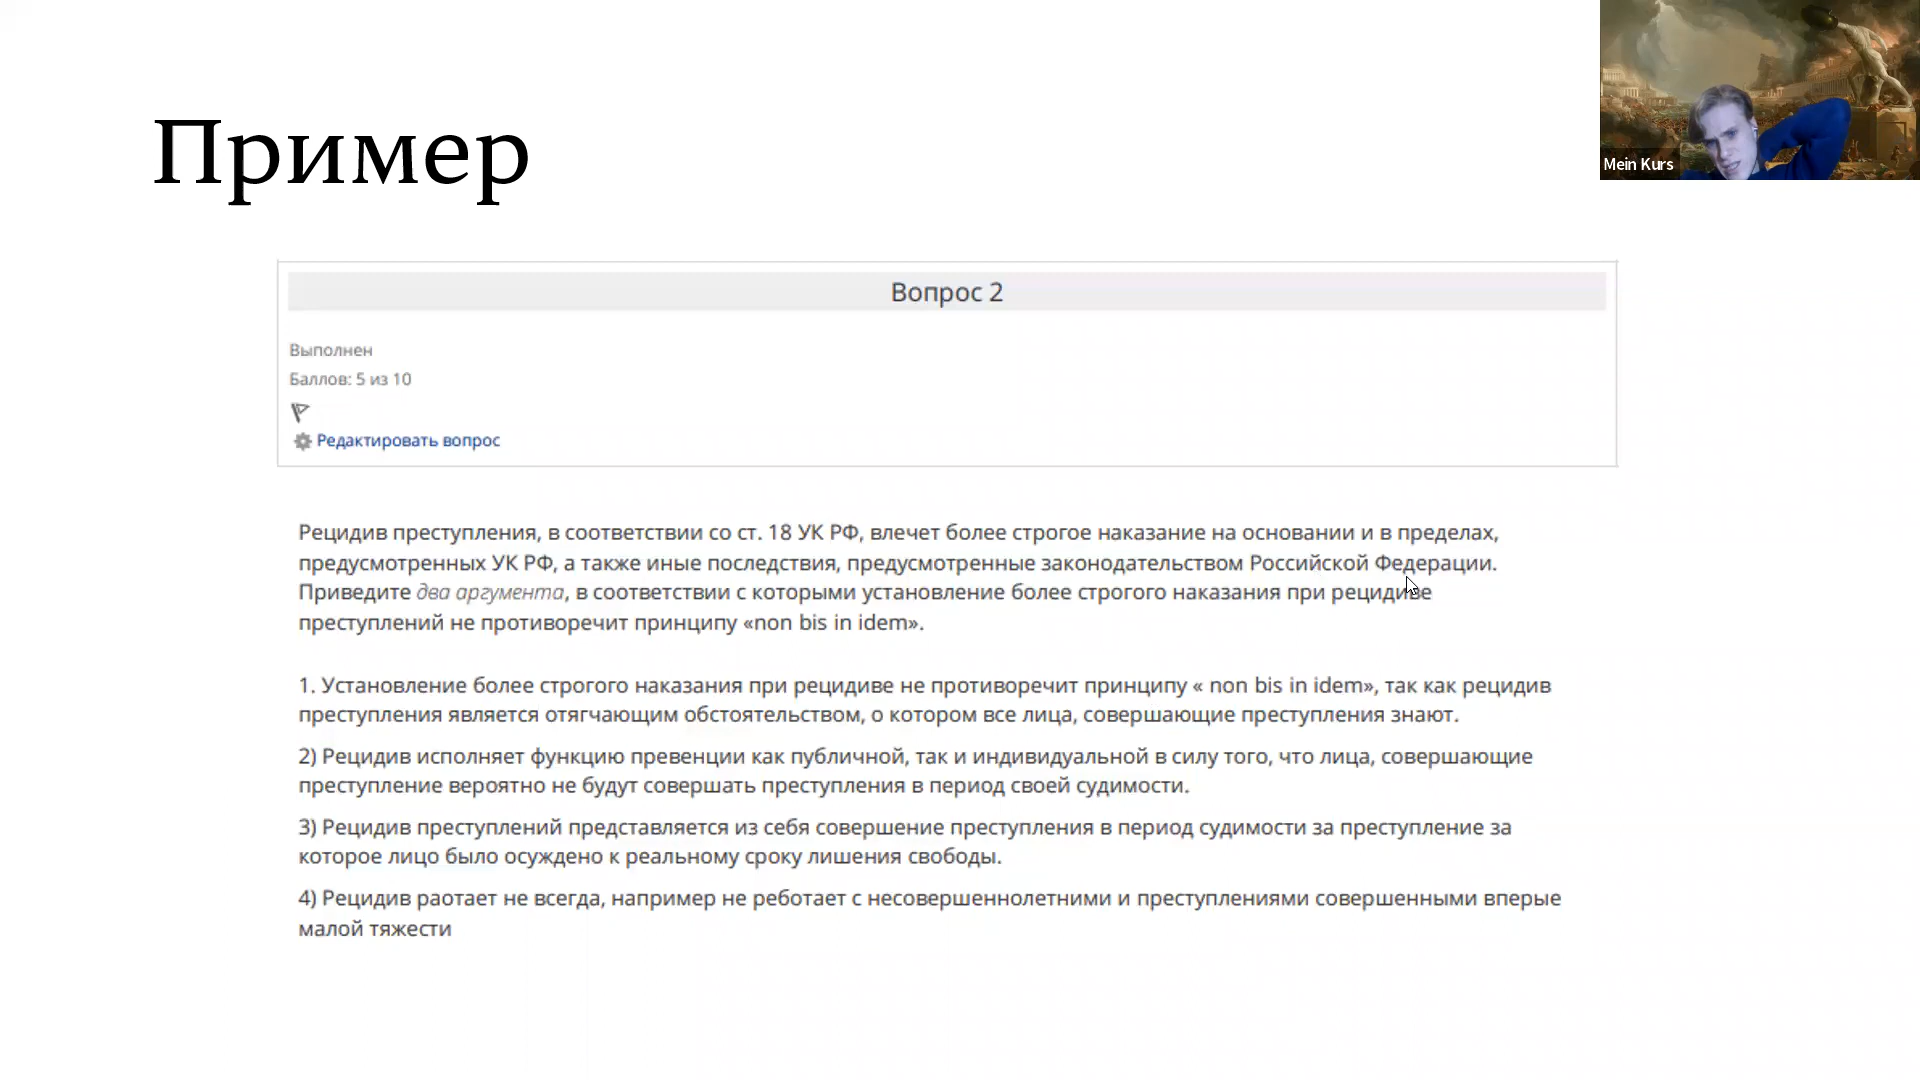 Пример
Mein Kurs
Вопрос 2
Выполнен
Баллов: 5 из 10
Редактировать вопрос
Рецидив преступления, в соответствии со ст. 18 УК РФ, влечет более строгое наказание на основании и в пределах,
предусмотренных УК РФ, а также иные последствия, предусмотренные законодательством Российской Федерации.
Приведите два аргумента, в соответствии с которыми установление более строгого наказания при рецидиве
преступлений не противоречит принципу «non bis in idem».
1. Установление более строгого наказания при рецидиве не противоречит принципу « non bis in idem», так как рецидив
преступления является отягчающим обстоятельством, о котором все лица, совершающие преступления знают.
2) Рецидив исполняет функцию превенции как публичной, так и индивидуальной в силу того, что лица, совершающие
преступление вероятно не будут совершать преступления в период своей судимости.
3) Рецидив преступлений представляется из себя совершение преступления в период судимости за преступление за
которое лицо было осуждено к реальному сроку лишения свободы.
4) Рецидив раотает не всегда, например не реботает с несовершеннолетними и преступлениями совершенными вперые
малой тяжести